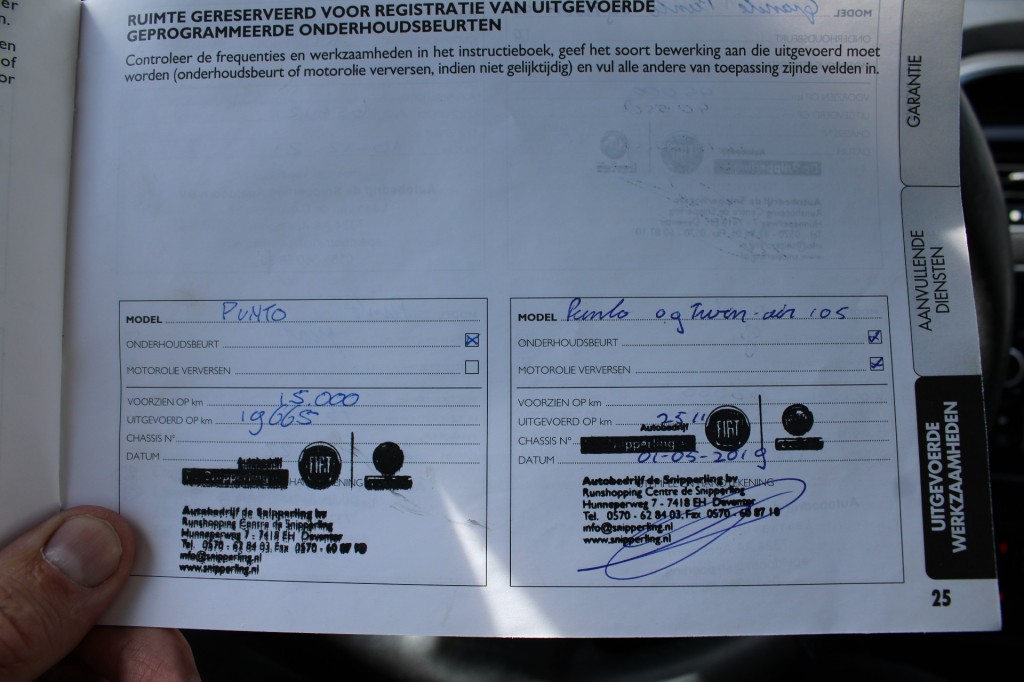 RUIMTE GERESERVEERD VOOR REGISTRATIE VAN UITGEVOERDE
GEPROGRAMMEERDE ONDERHOUDSBEURTEN
Controleer de frequenties en werkzaamheden in het instructieboek, geef het soort bewerking aan die uitgevoerd moet
worden (onderhoudsbeurt of motorolie verversen, indien niet gelijktijdig) en vul alle andere van toepassing zijnde velden in.
MODEL PUNTO
ONDERHOUDSBEURT
MOTOROLIE VERVERSEN
VOORZIEN OP km 15.000
UITGEVOERD OP km 19665
CHASSIS N°
DATUM
Autobedrijf
FIAT
Autobedrijf de Snipperling bv
Runshopping Centre de Snipperling
Hunneperweg 7 - 7418 EH Deventer
Tel. 0570 - 62 84 03. Fax 0570 - 60 87 10
info@snipperling.nl
www.snipperling.nl
MODEL Punto
ONDERHOUDSBEURT
MOTOROLIE VERVERSEN
VOORZIEN OP km
UITGEVOERD OP km 2511
CHASSIS N°
DATUM 01-05-2019
Autobedrijf
Snipperling
FIAT
Autobedrijf de Snipperling bv
Runshopping Centre de Snipperling
Hunneperweg 7 - 7418 EH Deventer
Tel. 0570 - 62 84 03. Fax 0570 - 60 87 10
info@snipperling.nl
www.snipperling.nl
GARANTIE
AANVULLENDE
DIENSTEN
UITGEVOERDE
WERKZAAMHEDEN
25